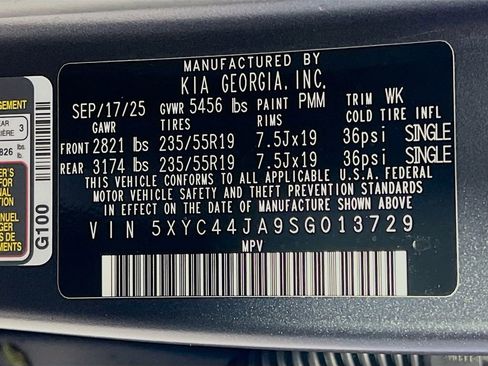 MANUFACTURED BY
KIA GEORGIA, INC.
SEP/17/25 GVWR 5456 lbs PAINT PMM TRIM WK
GAWR TIRES RIMS COLD TIRE INFL
FRONT 2821 lbs 235/55R19 7.5Jx19 36psi SINGLE
REAR 3174 lbs 235/55R19 7.5Jx19 36psi SINGLE
THIS VEHICLE CONFORMS TO ALL APPLICABLE U.S.A. FEDERAL
MOTOR VEHICLE SAFETY AND THEFT PREVENTION STANDARDS
IN EFFECT ON THE DATE OF MANUFACTURE SHOWN ABOVE.
VIN 5XYC44JA9SG013729
MPV
G100
3
826 lbs.